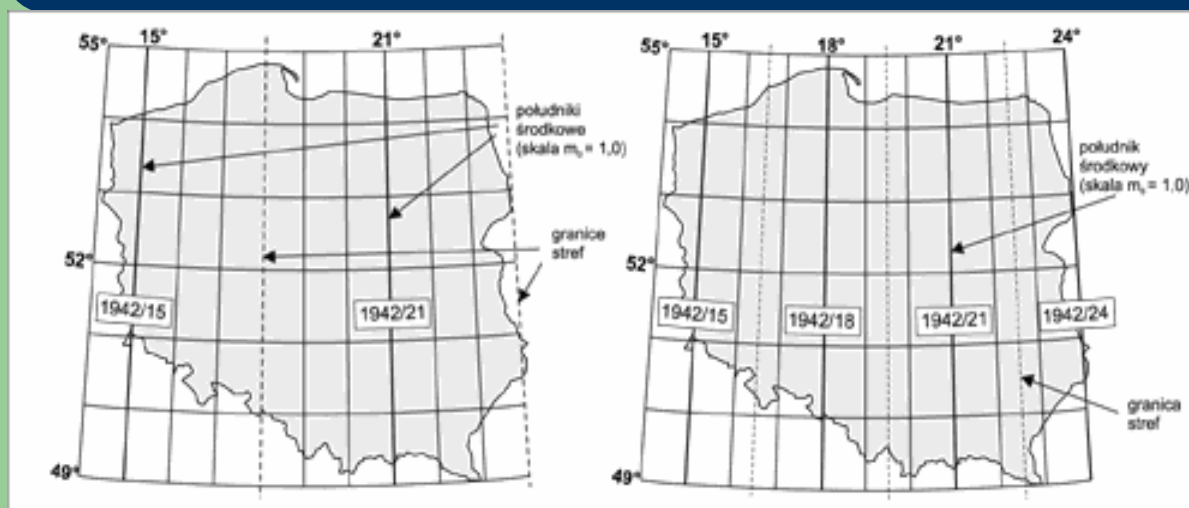 55° 15° 21°
południki
środkowe
(skala m₀ = 1,0)
granice
stref
52°
1942/15 1942/21
49°
55° 15° 18° 21° 24°
południk
środkowy
(skala m₀ = 1,0)
52°
1942/15 1942/18 1942/21 1942/24
granica
stref
49°